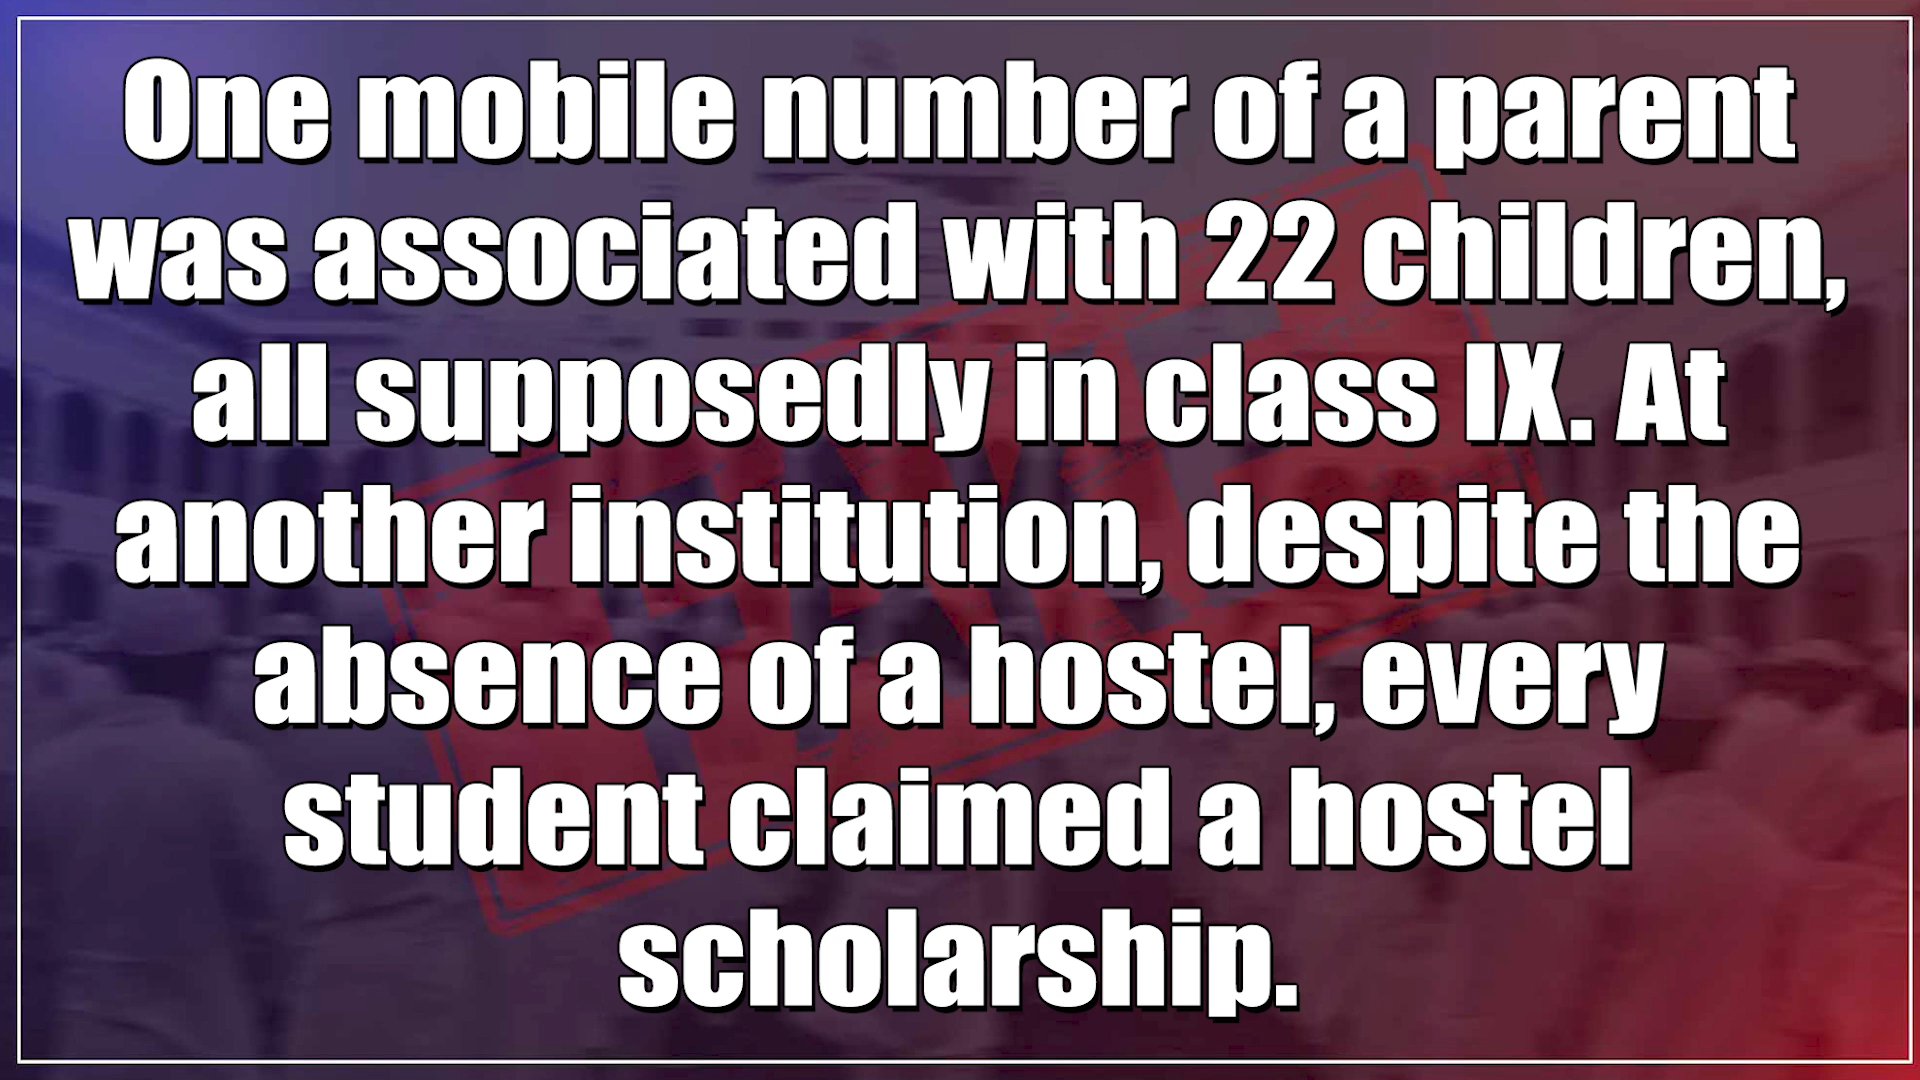 One mobile number of a parent
was associated with 22 children,
all supposedly in class IX. At
another institution, despite the
absence of a hostel, every
student claimed a hostel
scholarship.